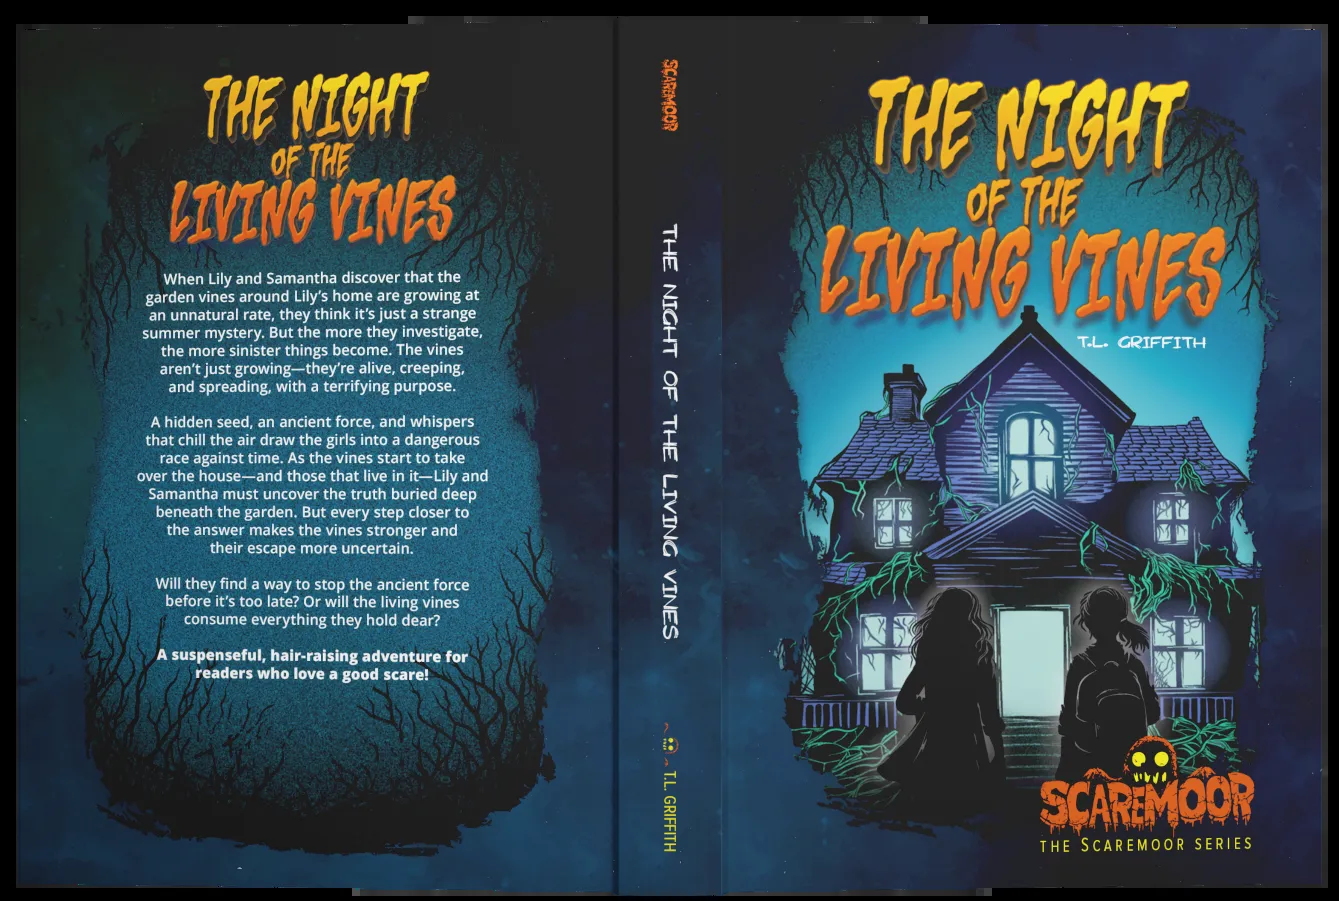 THE NIGHT
OF THE
LIVING VINES
When Lily and Samantha discover that the
garden vines around Lily's home are growing at
an unnatural rate, they think it's just a strange
summer mystery. But the more they investigate,
the more sinister things become. The vines
aren't just growing—they're alive, creeping,
and spreading, with a terrifying purpose.
A hidden seed, an ancient force, and whispers
that chill the air draw the girls into a dangerous
race against time. As the vines start to take
over the house—and those that live in it—Lily and
Samantha must uncover the truth buried deep
beneath the garden. But every step closer to
the answer makes the vines stronger and
their escape more uncertain.
Will they find a way to stop the ancient force
before it's too late? Or will the living vines
consume everything they hold dear?
A suspenseful, hair-raising adventure for
readers who love a good scare!
SCAREMOOR
THE NIGHT OF THE LIVING VINES
T.L. GRIFFITH
THE NIGHT
OF THE
LIVING VINES
T.L. GRIFFITH
SCAREMOOR
THE SCAREMOOR SERIES